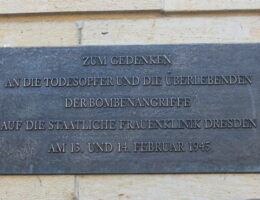 ZUM GEDENKEN
AN DIE TODESOPFER UND DIE ÜBERLEBENDEN
DER BOMBENANGRIFFE
AUF DIE STAATLICHE FRAUENKLINIK DRESDEN
AM 13. UND 14. FEBRUAR 1945